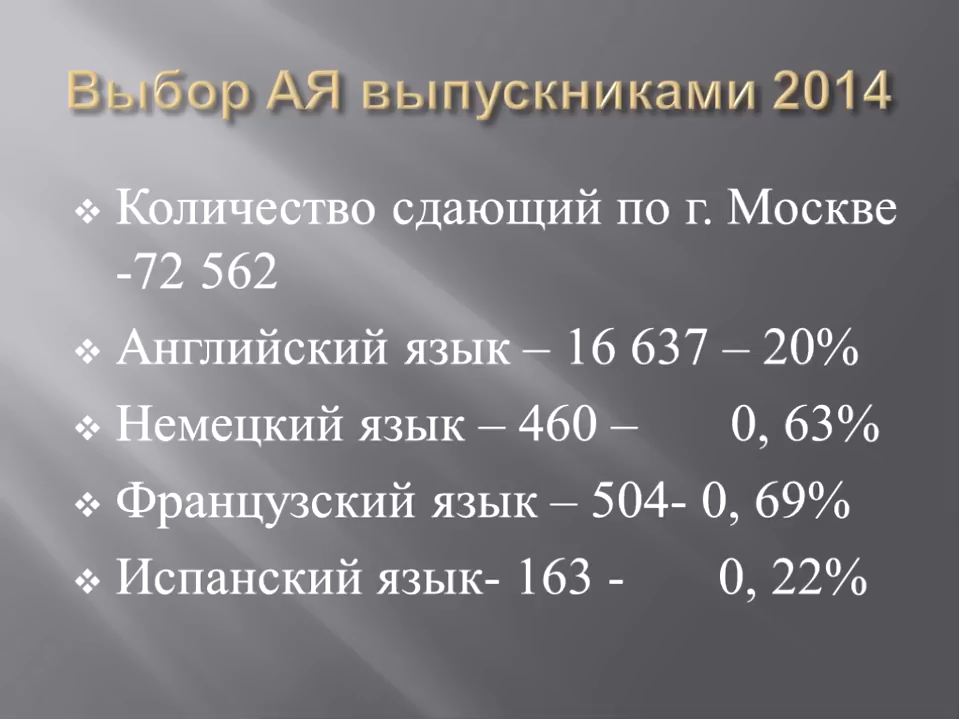 Выбор АЯ выпускниками 2014
❖ Количество сдающий по г. Москве
-72 562
❖ Английский язык – 16 637 – 20%
❖ Немецкий язык – 460 – 0, 63%
❖ Французский язык – 504- 0, 69%
❖ Испанский язык- 163 - 0, 22%